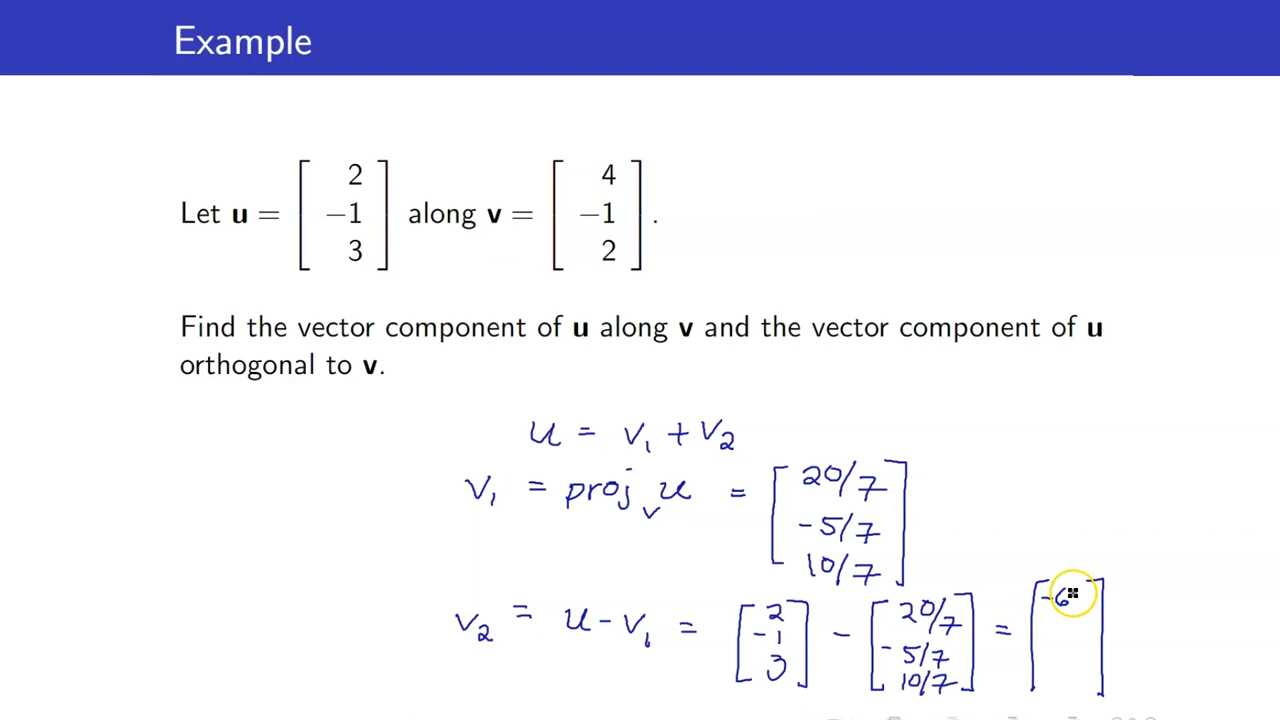 Example
Let u = [ 2 −1 3 ] along v = [ 4 −1 2 ] .
Find the vector component of u along v and the vector component of u
orthogonal to v.
u = v₁ + v₂
v₁ = proj_v u = [ 20/7 -5/7 10/7 ]
v₂ = u - v₁ = [ 2 -1 3 ] - [ 20/7 -5/7 10/7 ] = [ -6 ]